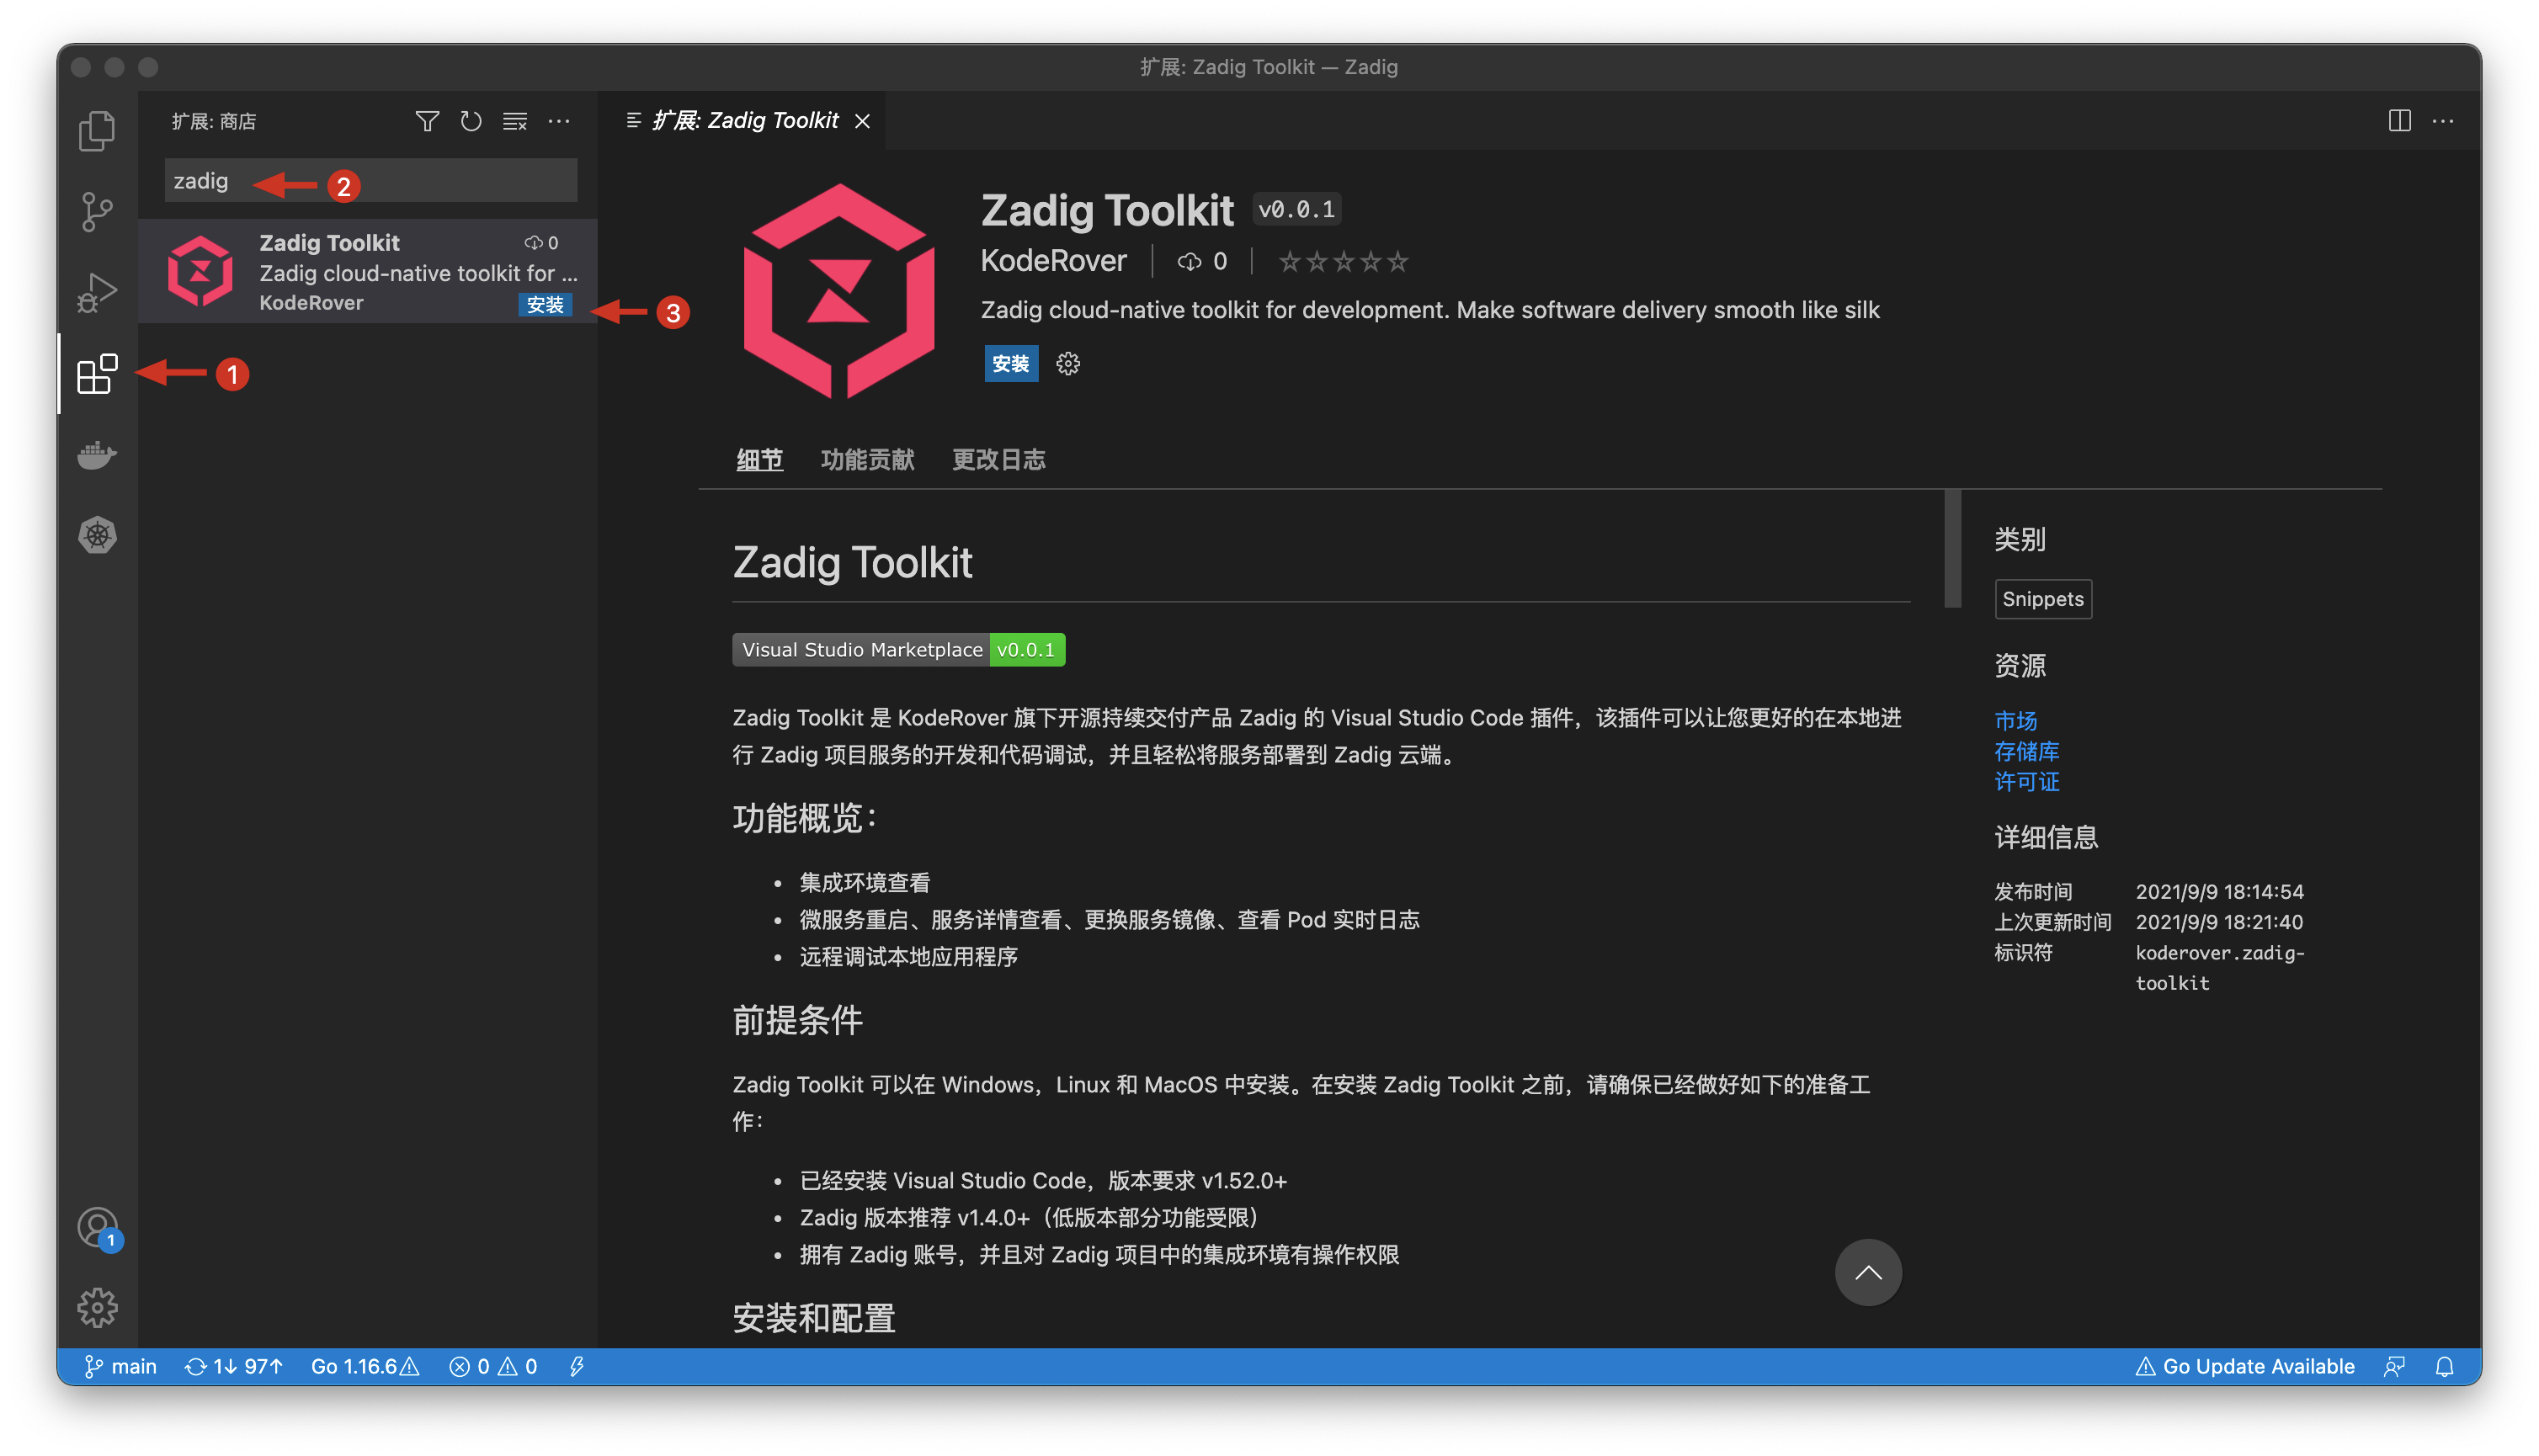 扩展: Zadig Toolkit — Zadig
扩展: 商店
扩展: Zadig Toolkit
zadig
2
Zadig Toolkit
0
Zadig cloud-native toolkit for ...
KodeRover
安装
3
1
Zadig Toolkit
v0.0.1
KodeRover
0
Zadig cloud-native toolkit for development. Make software delivery smooth like silk
安装
细节
功能贡献
更改日志
Zadig Toolkit
Visual Studio Marketplace v0.0.1
Zadig Toolkit 是 KodeRover 旗下开源持续交付产品 Zadig 的 Visual Studio Code 插件，该插件可以让您更好的在本地进
行 Zadig 项目服务的开发和代码调试，并且轻松将服务部署到 Zadig 云端。
功能概览：
• 集成环境查看
• 微服务重启、服务详情查看、更换服务镜像、查看 Pod 实时日志
• 远程调试本地应用程序
前提条件
Zadig Toolkit 可以在 Windows，Linux 和 MacOS 中安装。在安装 Zadig Toolkit 之前，请确保已经做好如下的准备工
作：
• 已经安装 Visual Studio Code，版本要求 v1.52.0+
• Zadig 版本推荐 v1.4.0+（低版本部分功能受限）
• 拥有 Zadig 账号，并且对 Zadig 项目中的集成环境有操作权限
安装和配置
类别
Snippets
资源
市场
存储库
许可证
详细信息
发布时间 2021/9/9 18:14:54
上次更新时间 2021/9/9 18:21:40
标识符 koderover.zadig-
toolkit
1
main 1↓ 97↑ Go 1.16.6 0 0
Go Update Available